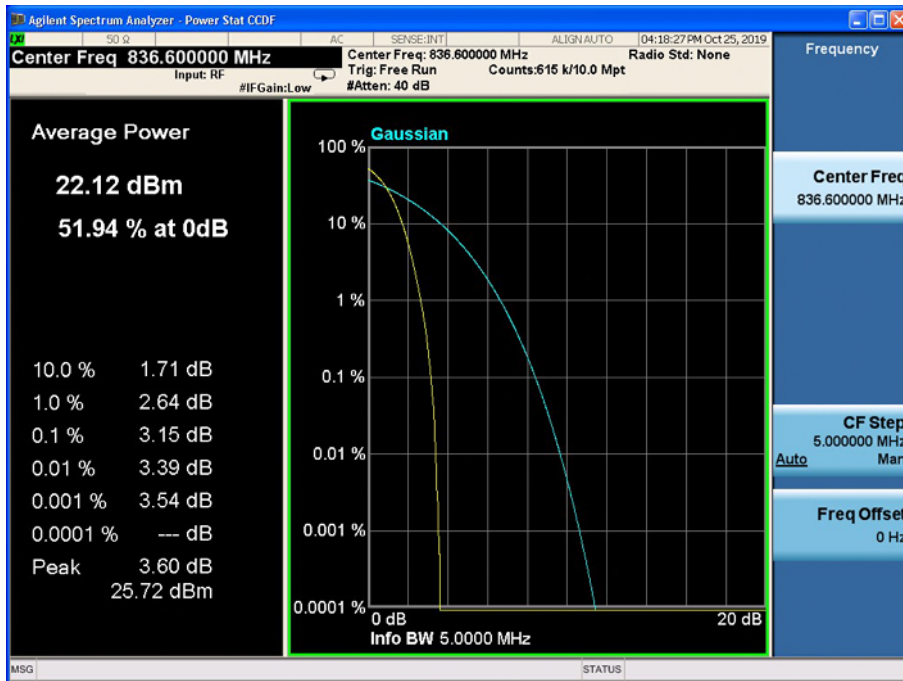 Agilent Spectrum Analyzer - Power Stat CCDF
LXI 50 Ω AC SENSE:INT ALIGN AUTO 04:18:27 PM Oct 25, 2019
Center Freq 836.600000 MHz
Input: RF
#IFGain:Low
Center Freq: 836.600000 MHz Radio Std: None
Trig: Free Run Counts:615 k/10.0 Mpt
#Atten: 40 dB
Average Power
22.12 dBm
51.94 % at 0dB
10.0 % 1.71 dB
1.0 % 2.64 dB
0.1 % 3.15 dB
0.01 % 3.39 dB
0.001 % 3.54 dB
0.0001 % --- dB
Peak 3.60 dB
25.72 dBm
Gaussian
100 %
10 %
1 %
0.1 %
0.01 %
0.001 %
0.0001 %
0 dB 20 dB
Info BW 5.0000 MHz
Frequency
Center Freq
836.600000 MHz
CF Step
5.000000 MHz
Auto Man
Freq Offset
0 Hz
MSG STATUS